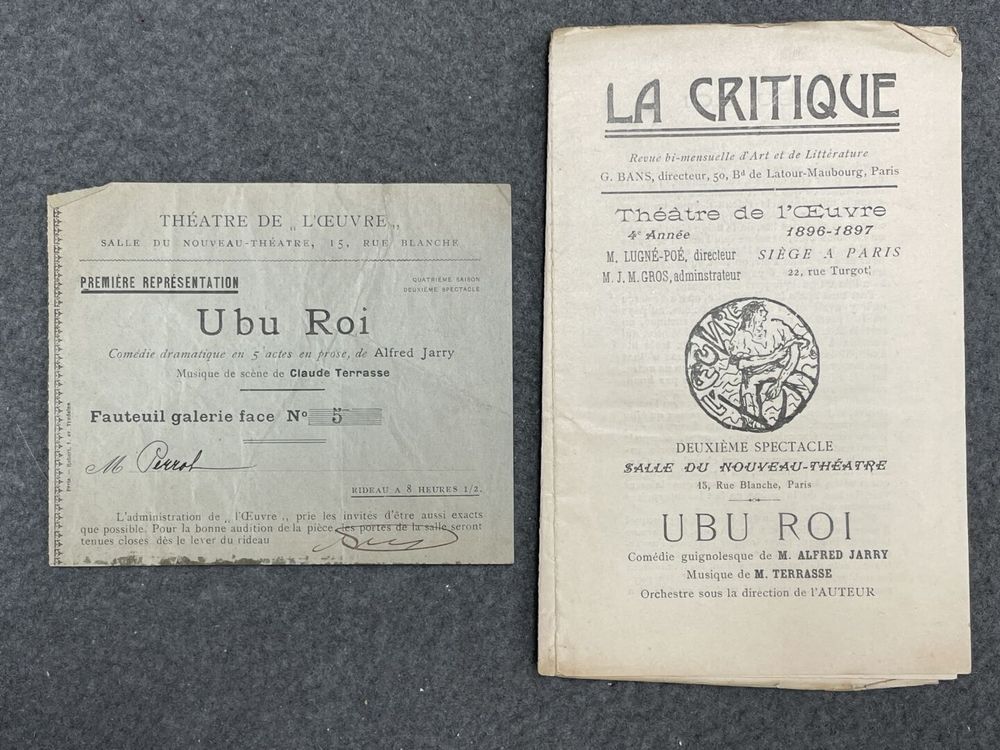 THÉATRE DE „ L'ŒUVRE „
SALLE DU NOUVEAU-THÉATRE, 15, RUE BLANCHE
PREMIÈRE REPRÉSENTATION
QUATRIÈME SAISON
DEUXIÈME SPECTACLE
Ubu Roi
Comédie dramatique en 5 actes en prose, de Alfred Jarry
Musique de scène de Claude Terrasse
Fauteuil galerie face No 5
M Perrot
RIDEAU A 8 HEURES 1/2.
L'administration de „ l'Œuvre „ prie les invités d'être aussi exacts
que possible. Pour la bonne audition de la pièce, les portes de la salle seront
tenues closes dès le lever du rideau
LA CRITIQUE
Revue bi-mensuelle d'Art et de Littérature
G. BANS, directeur, 50, Bd de Latour-Maubourg, Paris
Théâtre de l'Œuvre
4e Année 1896-1897
M. LUGNÉ-POÉ, directeur SIÈGE A PARIS
M. J. M. GROS, adminstrateur 22, rue Turgot
L'ŒUVRE
DEUXIÈME SPECTACLE
SALLE DU NOUVEAU-THÉATRE
15, Rue Blanche, Paris
UBU ROI
Comédie guignolesque de M. ALFRED JARRY
Musique de M. TERRASSE
Orchestre sous la direction de l'AUTEUR